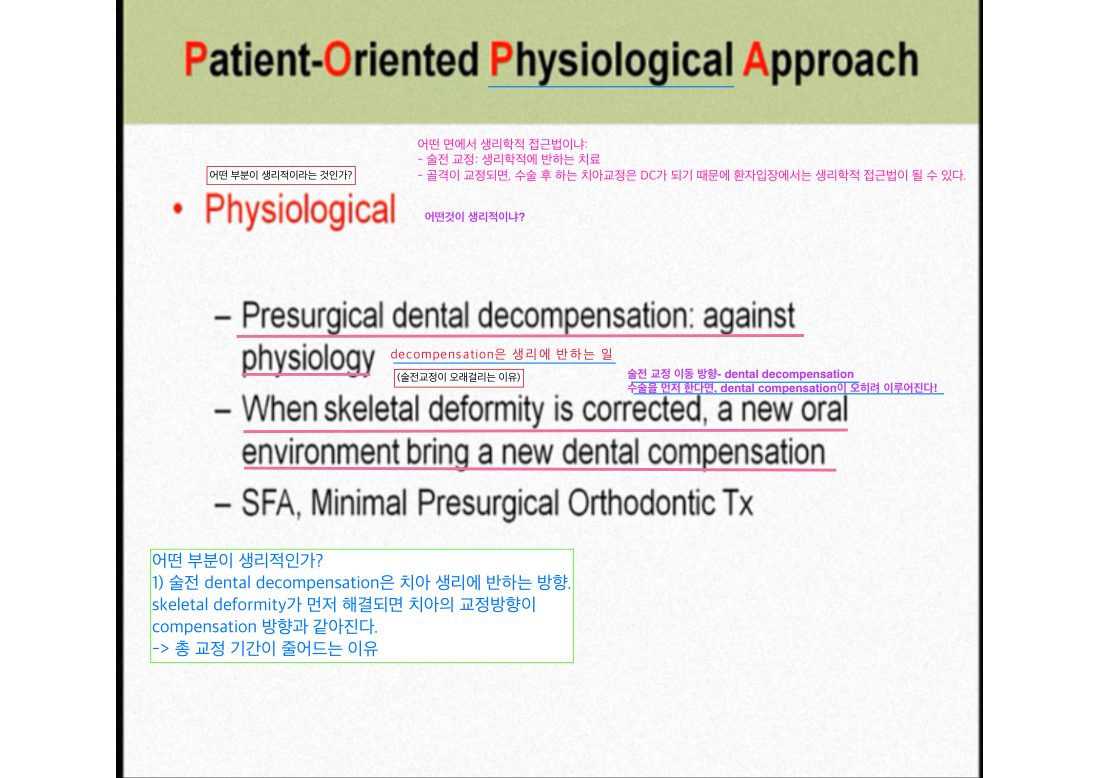 Patient-Oriented Physiological Approach
어떤 면에서 생리학적 접근법이냐:
- 술전 교정: 생리학적에 반하는 치료
- 골격이 교정되면, 수술 후 하는 치아교정은 DC가 되기 때문에 환자입장에서는 생리학적 접근법이 될 수 있다.
어떤 부분이 생리적이라는 것인가?
• Physiological
어떤것이 생리적이냐?
– Presurgical dental decompensation: against
physiology
decompensation은 생리에 반하는 일
(술전교정이 오래걸리는 이유)
술전 교정 이동 방향- dental decompensation
수술을 먼저 한다면, dental compensation이 오히려 이루어진다!
– When skeletal deformity is corrected, a new oral
environment bring a new dental compensation
– SFA, Minimal Presurgical Orthodontic Tx
어떤 부분이 생리적인가?
1) 술전 dental decompensation은 치아 생리에 반하는 방향.
skeletal deformity가 먼저 해결되면 치아의 교정방향이
compensation 방향과 같아진다.
-> 총 교정 기간이 줄어드는 이유